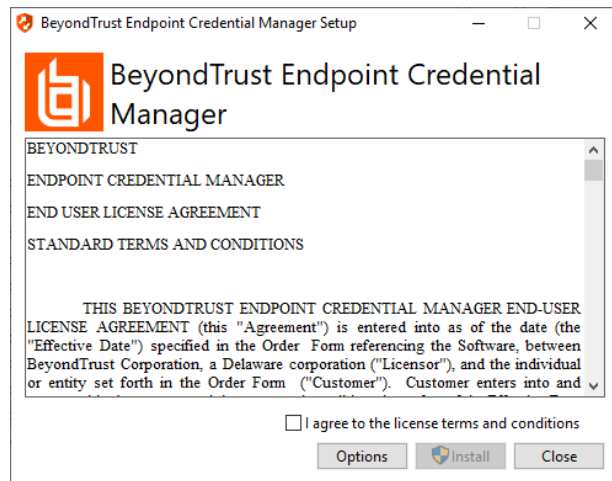 BeyondTrust Endpoint Credential Manager Setup
BeyondTrust Endpoint Credential
Manager
BEYONDTRUST
ENDPOINT CREDENTIAL MANAGER
END USER LICENSE AGREEMENT
STANDARD TERMS AND CONDITIONS
THIS BEYONDTRUST ENDPOINT CREDENTIAL MANAGER END-USER
LICENSE AGREEMENT (this "Agreement") is entered into as of the date (the
"Effective Date") specified in the Order Form referencing the Software, between
BeyondTrust Corporation, a Delaware corporation ("Licensor"), and the individual
or entity set forth in the Order Form ("Customer"). Customer enters into and
I agree to the license terms and conditions
Options
Install
Close